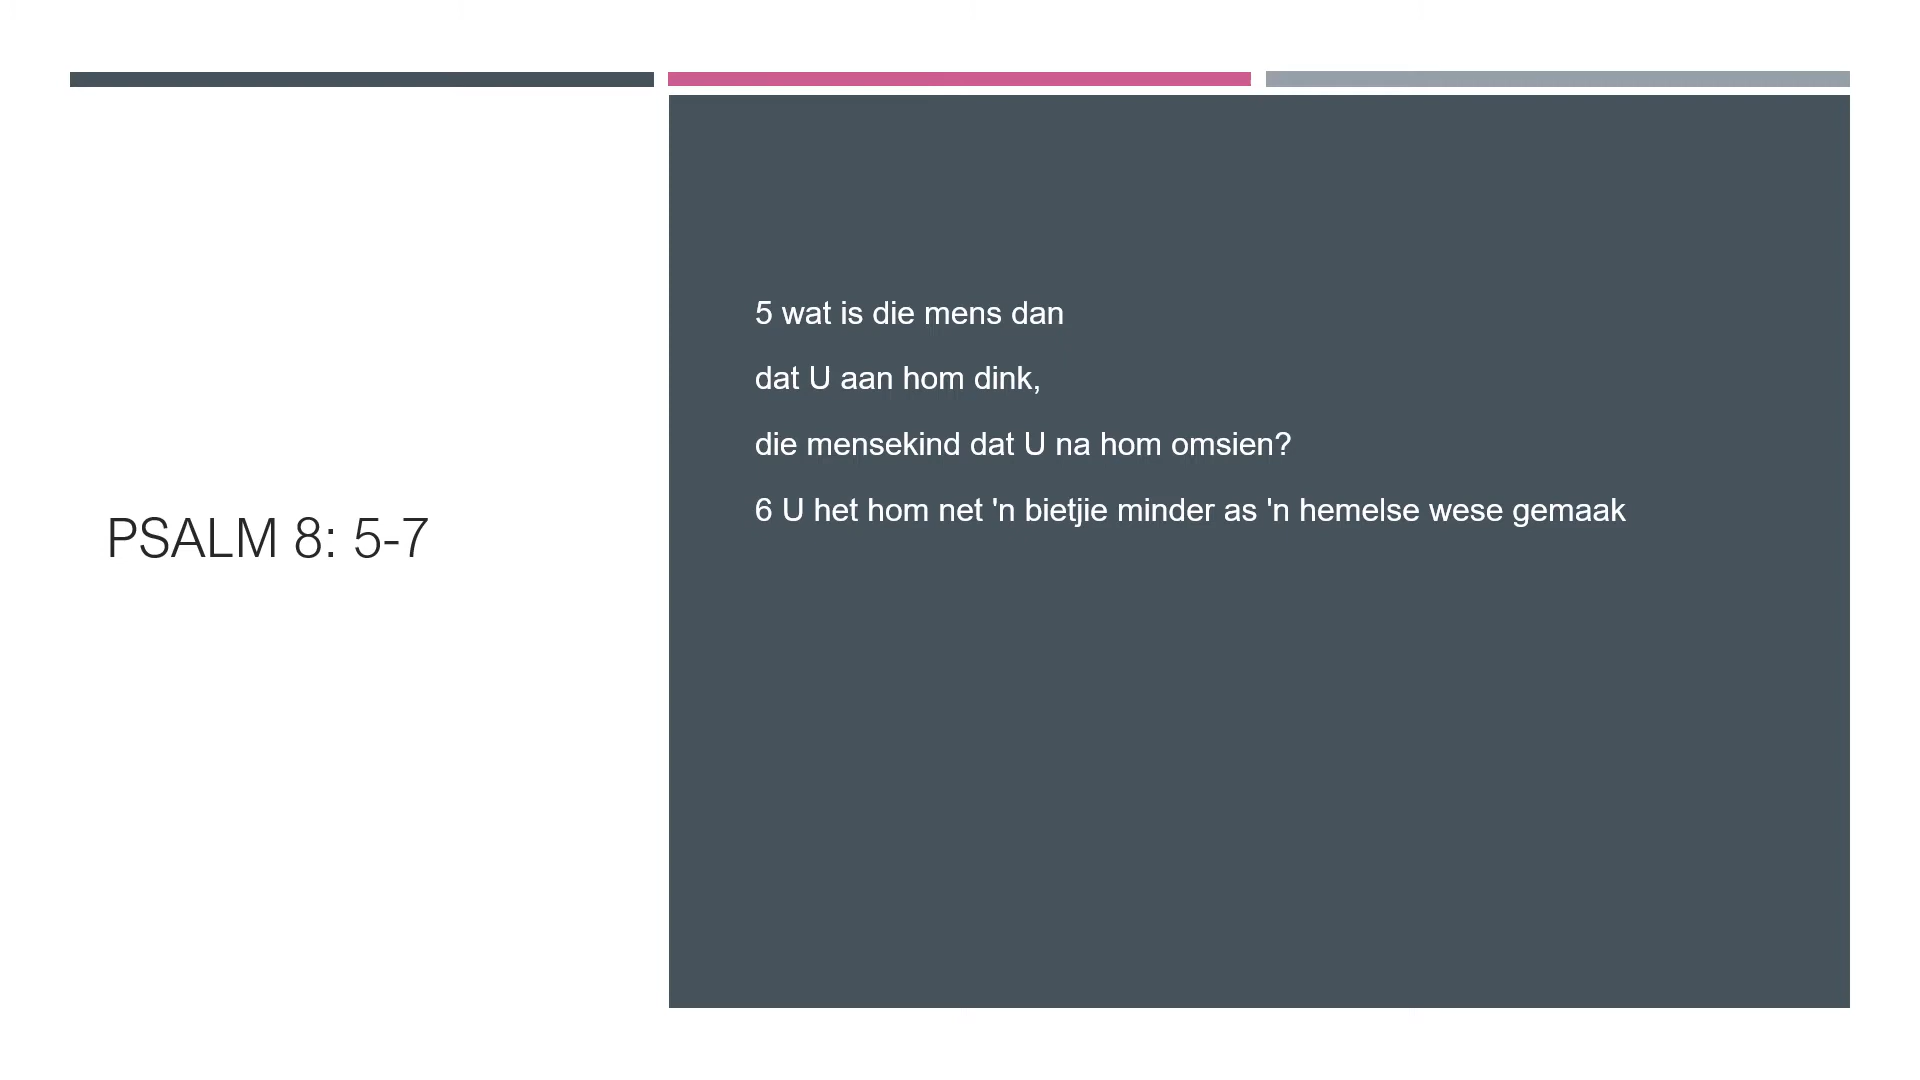 PSALM 8: 5-7
5 wat is die mens dan
dat U aan hom dink,
die mensekind dat U na hom omsien?
6 U het hom net 'n bietjie minder as 'n hemelse wese gemaak